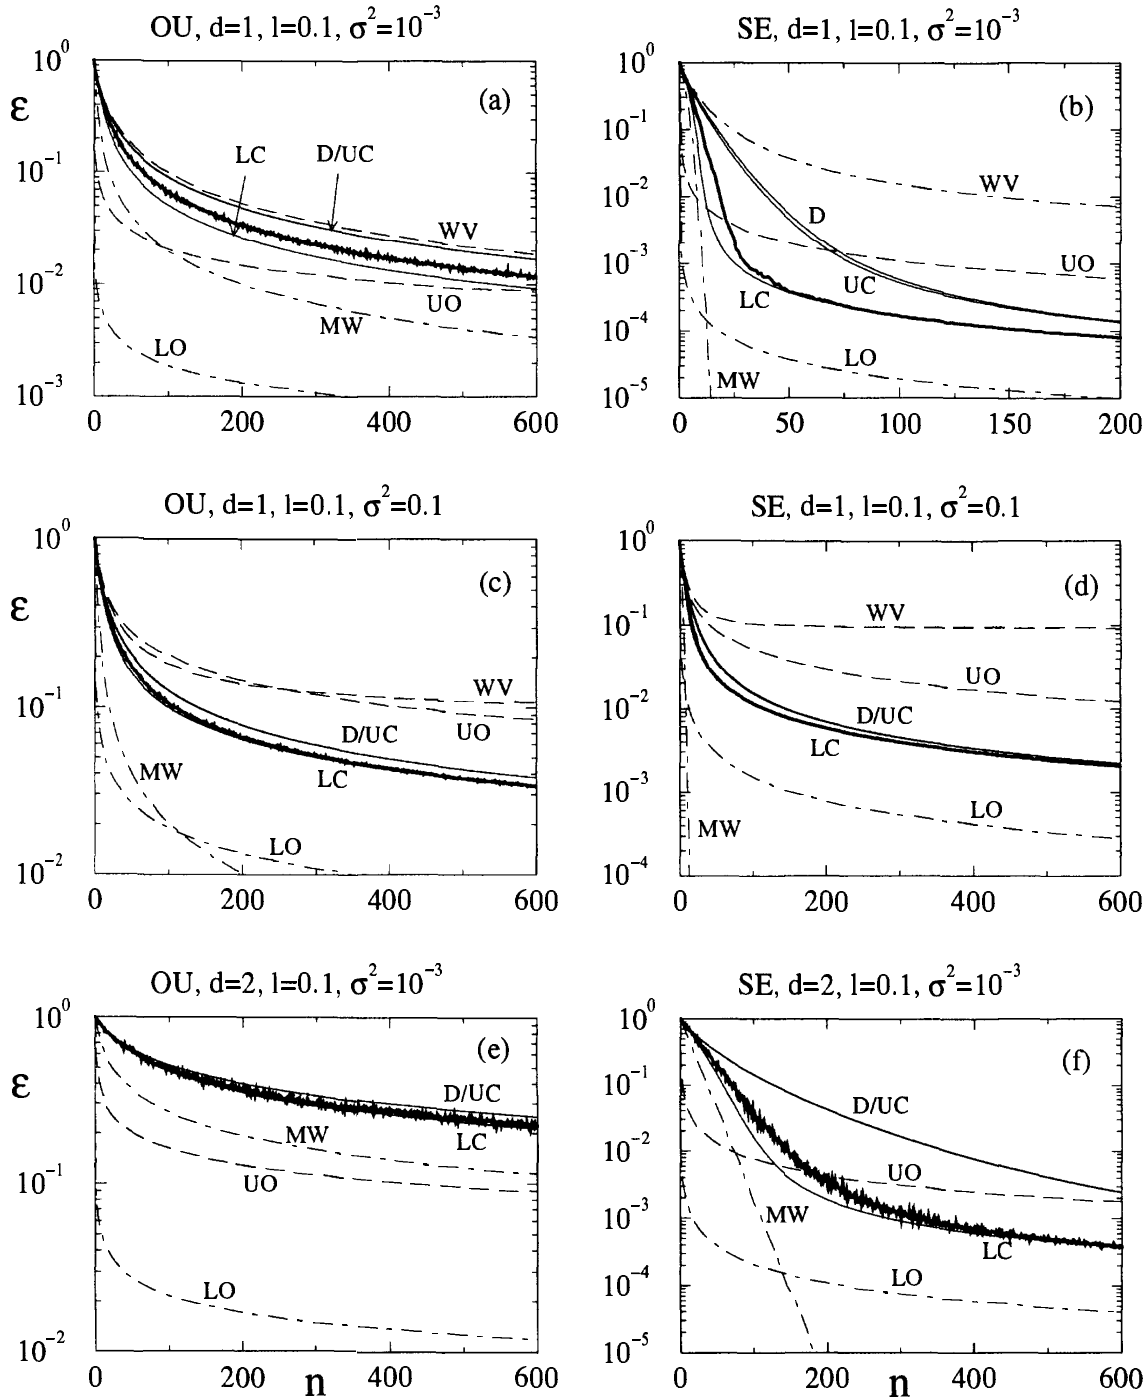 OU, d=1, l=0.1, σ²=10⁻³
ε
10⁰
10⁻¹
10⁻²
10⁻³
(a)
LC
D/UC
WV
UO
MW
LO
0 200 400 600
SE, d=1, l=0.1, σ²=10⁻³
10⁰
10⁻¹
10⁻²
10⁻³
10⁻⁴
10⁻⁵
(b)
WV
D
UO
UC
LC
LO
MW
0 50 100 150 200
OU, d=1, l=0.1, σ²=0.1
ε
10⁰
10⁻¹
10⁻²
(c)
WV
UO
D/UC
LC
MW
LO
0 200 400 600
SE, d=1, l=0.1, σ²=0.1
10⁰
10⁻¹
10⁻²
10⁻³
10⁻⁴
(d)
WV
UO
D/UC
LC
LO
MW
0 200 400 600
OU, d=2, l=0.1, σ²=10⁻³
ε
10⁰
10⁻¹
10⁻²
(e)
D/UC
LC
MW
UO
LO
0 200 400 600
n
SE, d=2, l=0.1, σ²=10⁻³
10⁰
10⁻¹
10⁻²
10⁻³
10⁻⁴
10⁻⁵
(f)
D/UC
UO
MW
LC
LO
0 200 400 600
n